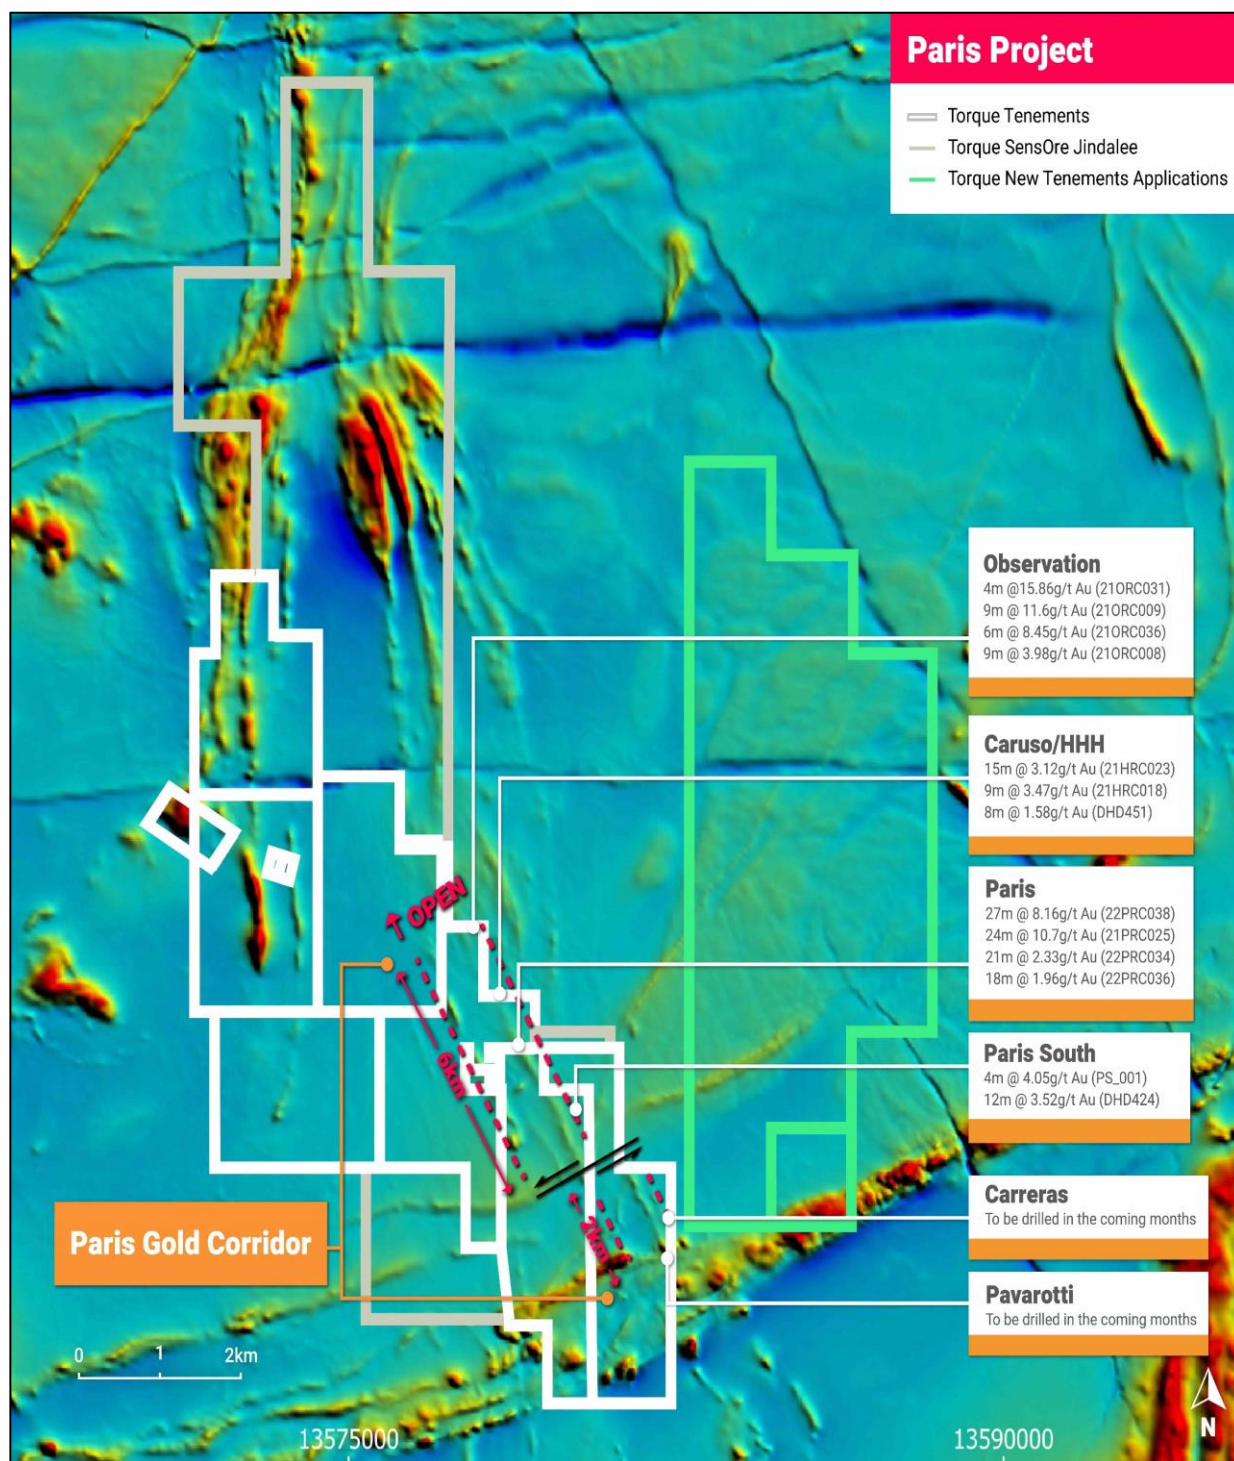 Paris Project
Torque Tenements
Torque SensOre Jindalee
Torque New Tenements Applications
Observation
4m @15.86g/t Au (21ORC031)
9m @ 11.6g/t Au (21ORC009)
6m @ 8.45g/t Au (21ORC036)
9m @ 3.98g/t Au (21ORC008)
Caruso/HHH
15m @ 3.12g/t Au (21HRC023)
9m @ 3.47g/t Au (21HRC018)
8m @ 1.58g/t Au (DHD451)
Paris
27m @ 8.16g/t Au (22PRC038)
24m @ 10.7g/t Au (21PRC025)
21m @ 2.33g/t Au (22PRC034)
18m @ 1.96g/t Au (22PRC036)
Paris South
4m @ 4.05g/t Au (PS_001)
12m @ 3.52g/t Au (DHD424)
Carreras
To be drilled in the coming months
Pavarotti
To be drilled in the coming months
OPEN
6km
2km
Paris Gold Corridor
0 1 2km
13575000
13590000
N